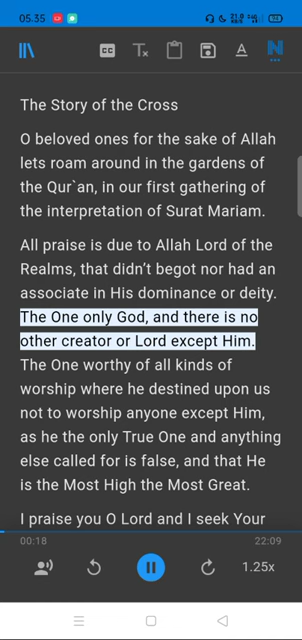 05.35
CC
The Story of the Cross
O beloved ones for the sake of Allah
lets roam around in the gardens of
the Qur`an, in our first gathering of
the interpretation of Surat Mariam.
All praise is due to Allah Lord of the
Realms, that didn’t begot nor had an
associate in His dominance or deity.
The One only God, and there is no
other creator or Lord except Him.
The One worthy of all kinds of
worship where he destined upon us
not to worship anyone except Him,
as he the only True One and anything
else called for is false, and that He
is the Most High the Most Great.
I praise you O Lord and I seek Your
00:18 22:09
1.25x